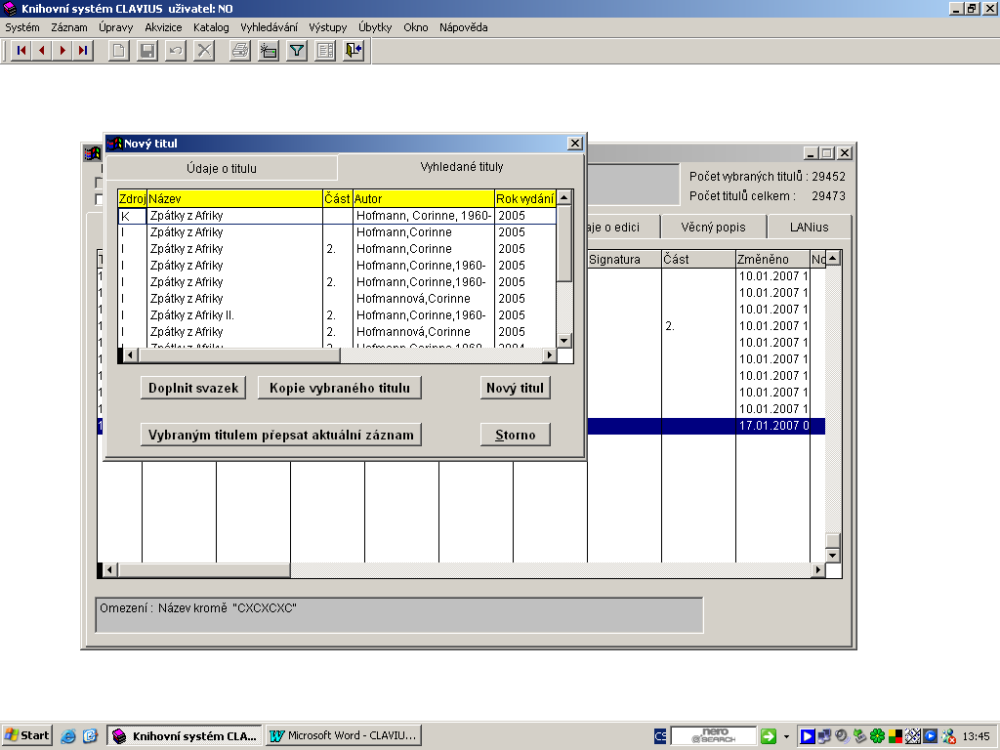 Knihovní systém CLAVIUS uživatel: NO
Systém Záznam Úpravy Akvizice Katalog Vyhledávání Výstupy Úbytky Okno Nápověda
Nový titul
Údaje o titulu Vyhledané tituly
Počet vybraných titulů : 29452
Počet titulů celkem : 29473
Zdroj Název Část Autor Rok vydání
K Zpátky z Afriky Hofmann, Corinne, 1960- 2005
I Zpátky z Afriky Hofmann,Corinne 2005
I Zpátky z Afriky 2. Hofmann,Corinne 2005
I Zpátky z Afriky Hofmann,Corinne,1960- 2005
I Zpátky z Afriky 2. Hofmann,Corinne,1960- 2005
I Zpátky z Afriky Hofmannová,Corinne 2005
I Zpátky z Afriky II. 2. Hofmann,Corinne,1960- 2005
I Zpátky z Afriky 2. Hofmannová,Corinne 2005
I Zpátky z Afriky 2. Hofmann,Corinne,1960- 2004
Doplnit svazek Kopie vybraného titulu Nový titul
Vybraným titulem přepsat aktuální záznam Storno
aje o edici Věcný popis LANius
Signatura Část Změněno No
10.01.2007 1
10.01.2007 1
10.01.2007 1
2. 10.01.2007 1
10.01.2007 1
10.01.2007 1
10.01.2007 1
10.01.2007 1
10.01.2007 1
17.01.2007 0
Omezení : Název kromě "CXCXCXC"
Start Knihovní systém CLA... Microsoft Word - CLAVIU... CS nero SEARCH 13:45